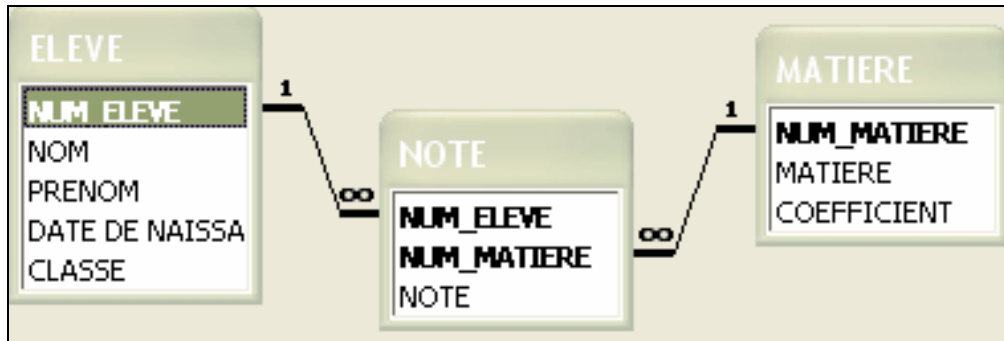 ELEVE
NUM_ELEVE
NOM
PRENOM
DATE DE NAISSA
CLASSE
1
∞
NOTE
NUM_ELEVE
NUM_MATIERE
NOTE
∞
1
MATIERE
NUM_MATIERE
MATIERE
COEFFICIENT